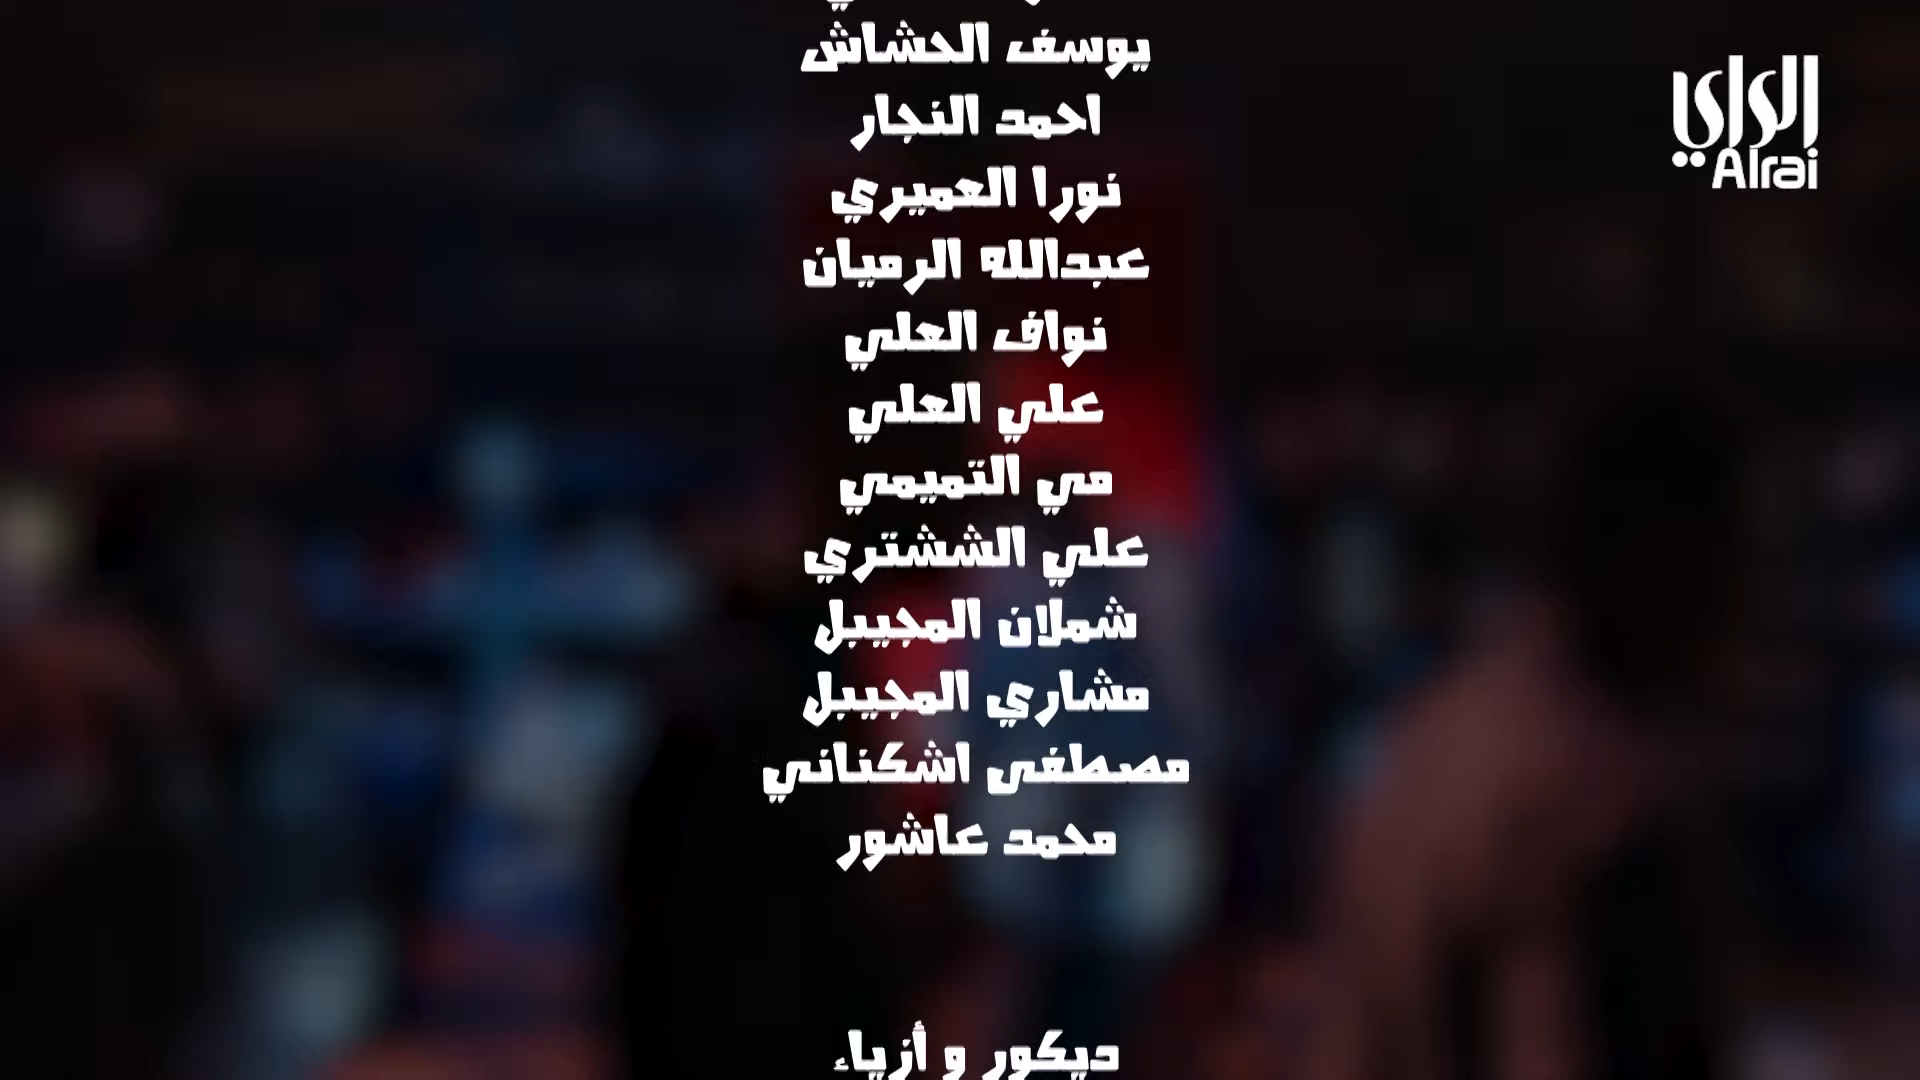 يوسف الحشاش
احمد النجار
نورا العميري
عبدالله الرميان
نواف العلي
علي العلي
مي التميمي
علي الششتري
شملان المجيبل
مشاري المجيبل
مصطفى اشكناني
محمد عاشور
ديكور و أزياء
الراي
Alrai